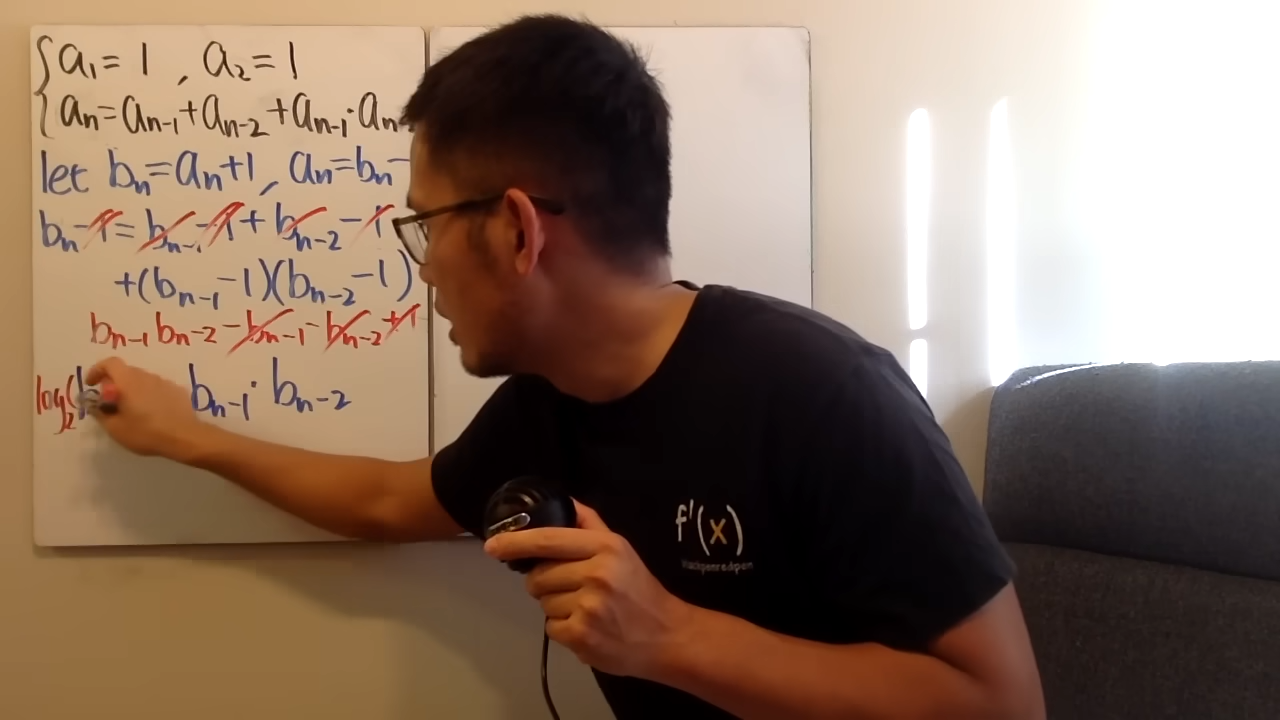 a₁ = 1 , a₂ = 1
aₙ = aₙ₋₁ + aₙ₋₂ + aₙ₋₁ · aₙ
let bₙ = aₙ + 1, aₙ = bₙ -
bₙ - 1 = bₙ₋₁ - 1 + bₙ₋₂ - 1
+ (bₙ₋₁ - 1)(bₙ₋₂ - 1)
bₙ₋₁ bₙ₋₂ - bₙ₋₁ - bₙ₋₂ + 1
log₂(b bₙ₋₁ · bₙ₋₂
f'(x)
blackpenredpen